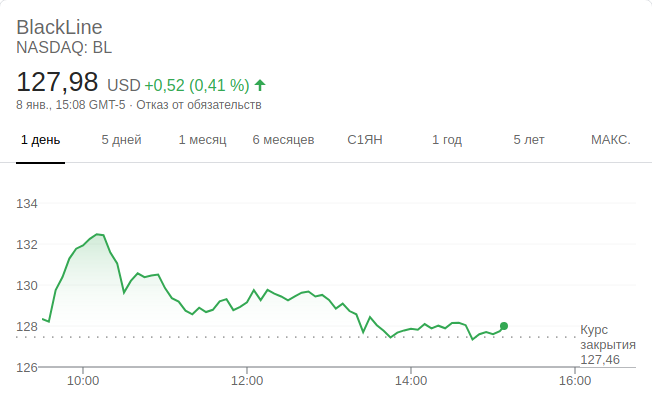 BlackLine
NASDAQ: BL
127,98 USD +0,52 (0,41 %)
8 янв., 15:08 GMT-5 · Отказ от обязательств
1 день 5 дней 1 месяц 6 месяцев С1ЯН 1 год 5 лет МАКС.
134
132
130
128
126
Курс
закрытия
127,46
10:00 12:00 14:00 16:00